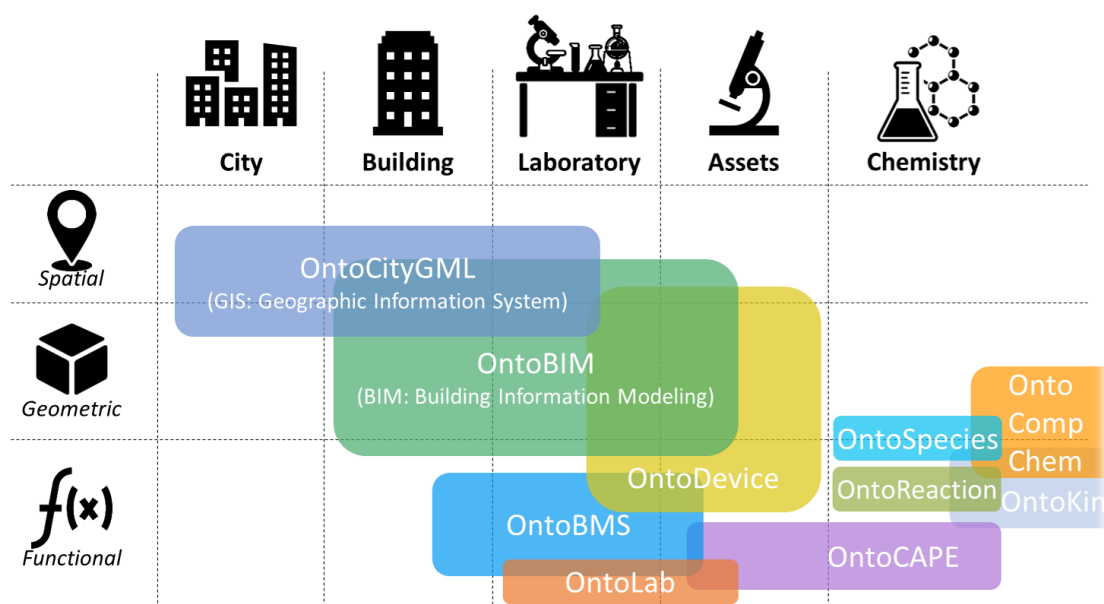 City
Building
Laboratory
Assets
Chemistry
Spatial
OntoCityGML
(GIS: Geographic Information System)
Geometric
OntoBIM
(BIM: Building Information Modeling)
Onto
Comp
Chem
OntoSpecies
f(x)
Functional
OntoDevice
OntoReaction
OntoKin
OntoBMS
OntoCAPE
OntoLab